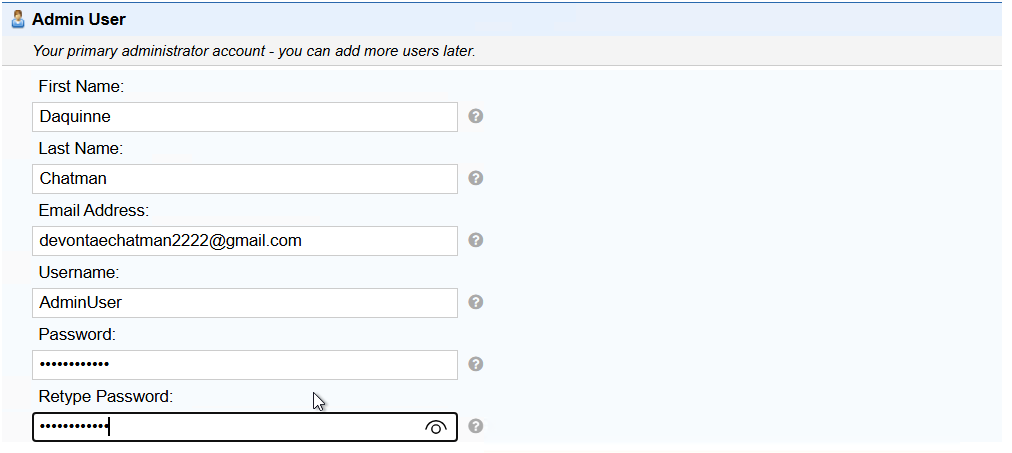 Admin User
Your primary administrator account - you can add more users later.
First Name:
Daquinne
Last Name:
Chatman
Email Address:
devontaechatman2222@gmail.com
Username:
AdminUser
Password:
••••••••••••
Retype Password:
••••••••••••